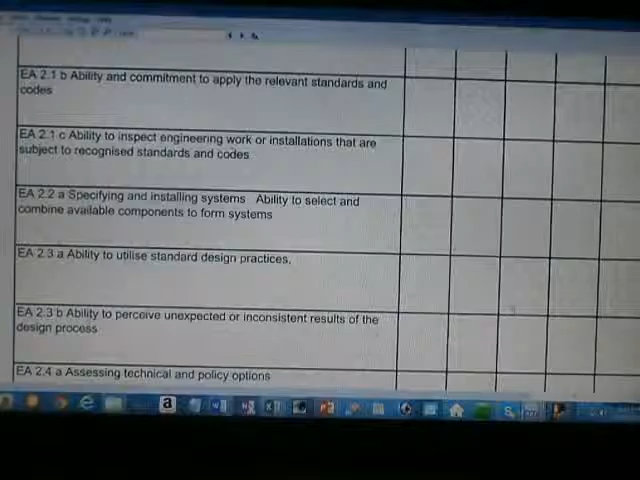 EA 2.1 b Ability and commitment to apply the relevant standards and
codes
EA 2.1 c Ability to inspect engineering work or installations that are
subject to recognised standards and codes
EA 2.2 a Specifying and installing systems Ability to select and
combine available components to form systems
EA 2.3 a Ability to utilise standard design practices.
EA 2.3 b Ability to perceive unexpected or inconsistent results of the
design process
EA 2.4 a Assessing technical and policy options
a